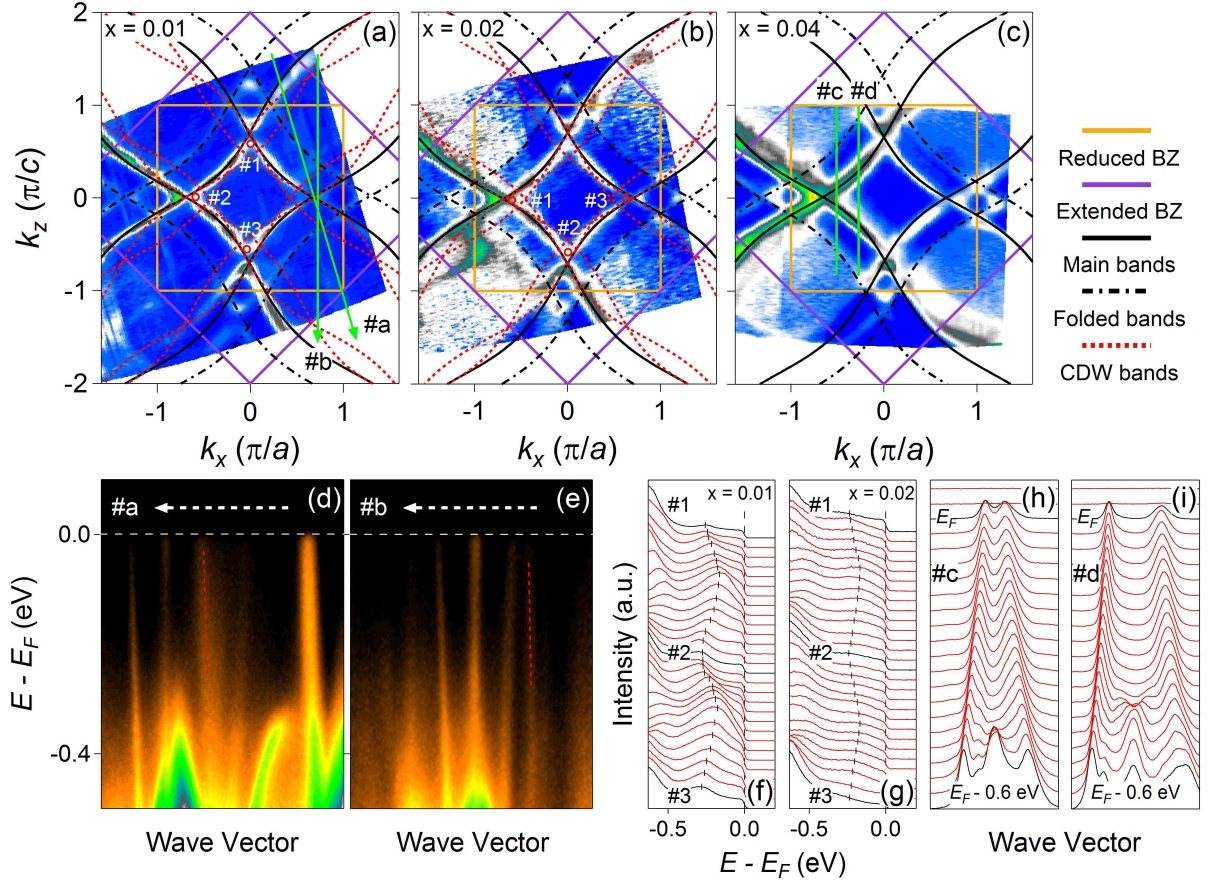 x = 0.01
(a)
x = 0.02
(b)
x = 0.04
(c)
2
1
0
-1
-2
k_z (π/c)
#1
#2
#3
#a
#b
#1
#2
#3
#c
#d
-1
0
1
-1
0
1
-1
0
1
k_x (π/a)
k_x (π/a)
k_x (π/a)
Reduced BZ
Extended BZ
Main bands
Folded bands
CDW bands
#a
(d)
#b
(e)
0.0
-0.4
E - E_F (eV)
Wave Vector
Wave Vector
Intensity (a.u.)
#1
x = 0.01
#2
#3
(f)
#1
x = 0.02
#2
#3
(g)
-0.5
0.0
-0.5
0.0
E - E_F (eV)
(h)
E_F
#c
E_F - 0.6 eV
(i)
E_F
#d
E_F - 0.6 eV
Wave Vector